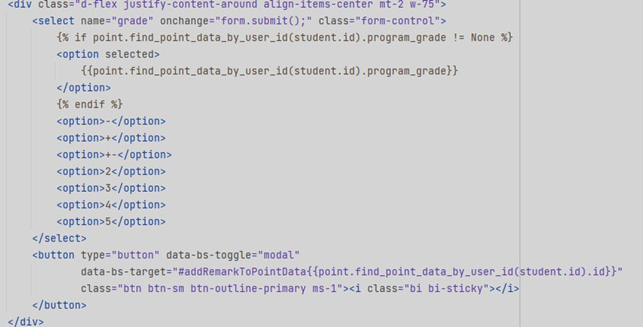 <div class="d-flex justify-content-around align-items-center mt-2 w-75">
<select name="grade" onchange="form.submit();" class="form-control">
{% if point.find_point_data_by_user_id(student.id).program_grade != None %}
<option selected>
{{point.find_point_data_by_user_id(student.id).program_grade}}
</option>
{% endif %}
<option>-</option>
<option>+</option>
<option>+-</option>
<option>2</option>
<option>3</option>
<option>4</option>
<option>5</option>
</select>
<button type="button" data-bs-toggle="modal"
data-bs-target="#addRemarkToPointData{{point.find_point_data_by_user_id(student.id).id}}"
class="btn btn-sm btn-outline-primary ms-1"><i class="bi bi-sticky"></i>
</button>
</div>